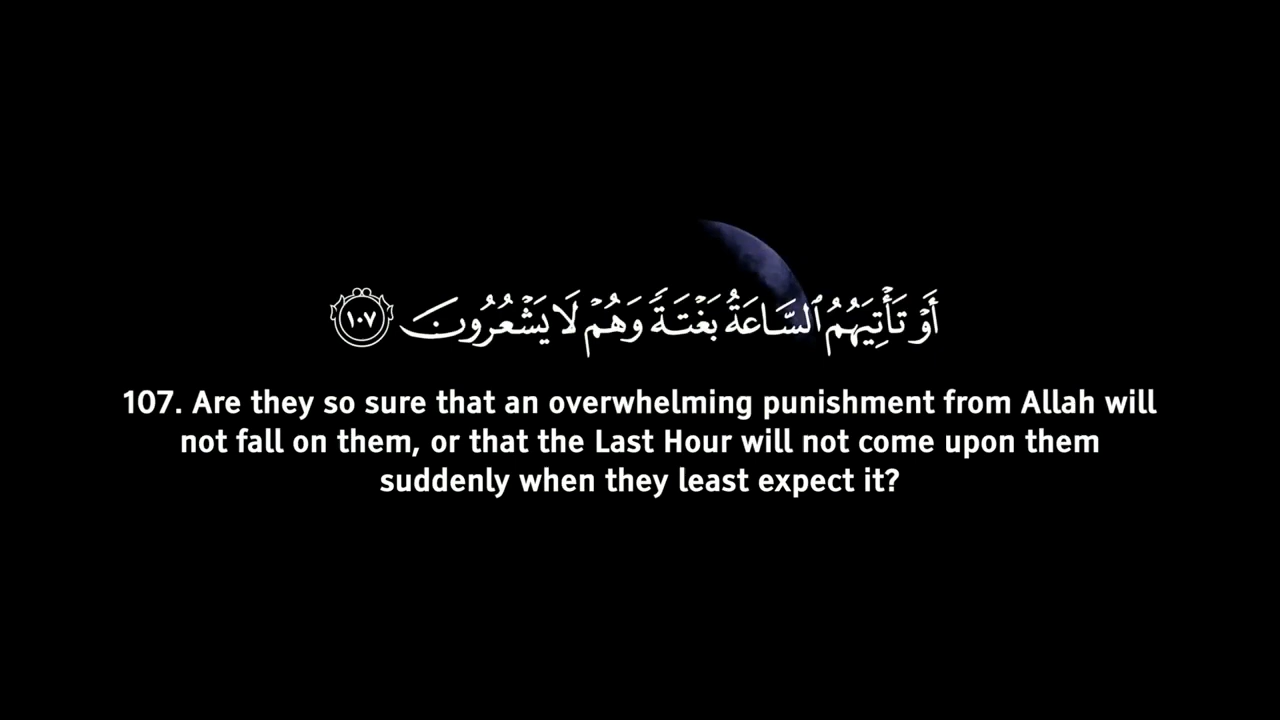 أَوْ تَأْتِيَهُمُ ٱلسَّاعَةُ بَغْتَةً وَهُمْ لَا يَشْعُرُونَ ١٠٧
107. Are they so sure that an overwhelming punishment from Allah will
not fall on them, or that the Last Hour will not come upon them
suddenly when they least expect it?